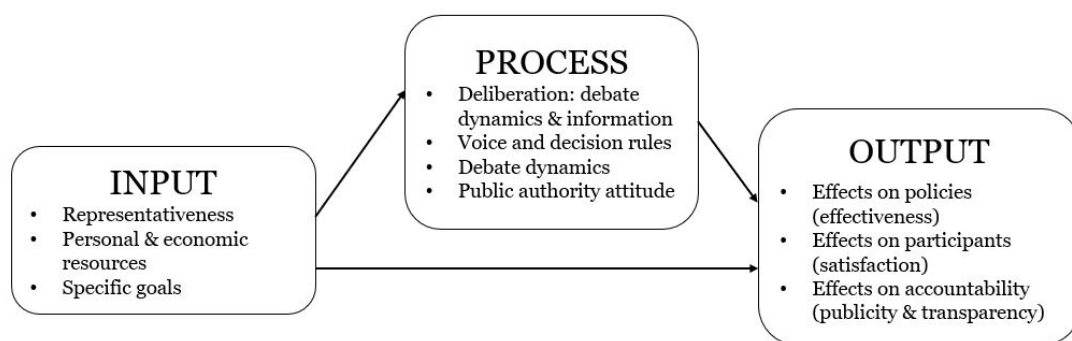 PROCESS
• Deliberation: debate
dynamics & information
• Voice and decision rules
• Debate dynamics
• Public authority attitude
INPUT
• Representativeness
• Personal & economic
resources
• Specific goals
OUTPUT
• Effects on policies
(effectiveness)
• Effects on participants
(satisfaction)
• Effects on accountability
(publicity & transparency)